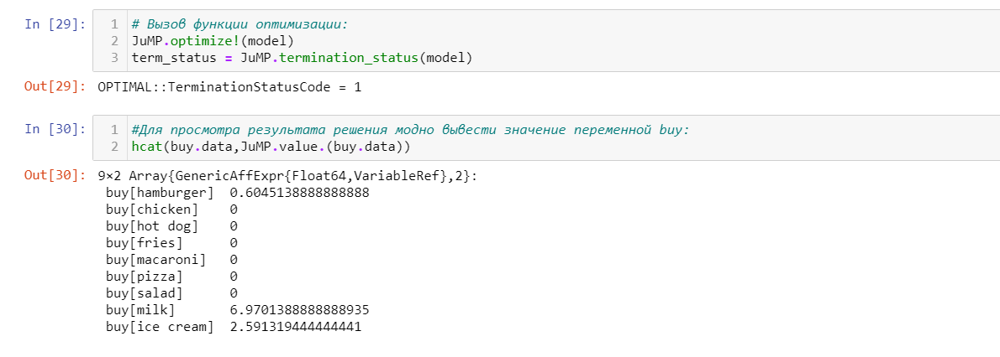 In [29]:
1 # Вызов функции оптимизации:
2 JuMP.optimize!(model)
3 term_status = JuMP.termination_status(model)
Out[29]: OPTIMAL::TerminationStatusCode = 1
In [30]:
1 #Для просмотра результата решения модно вывести значение переменной buy:
2 hcat(buy.data,JuMP.value.(buy.data))
Out[30]: 9×2 Array{GenericAffExpr{Float64,VariableRef},2}:
buy[hamburger] 0.6045138888888888
buy[chicken] 0
buy[hot dog] 0
buy[fries] 0
buy[macaroni] 0
buy[pizza] 0
buy[salad] 0
buy[milk] 6.9701388888888935
buy[ice cream] 2.591319444444441